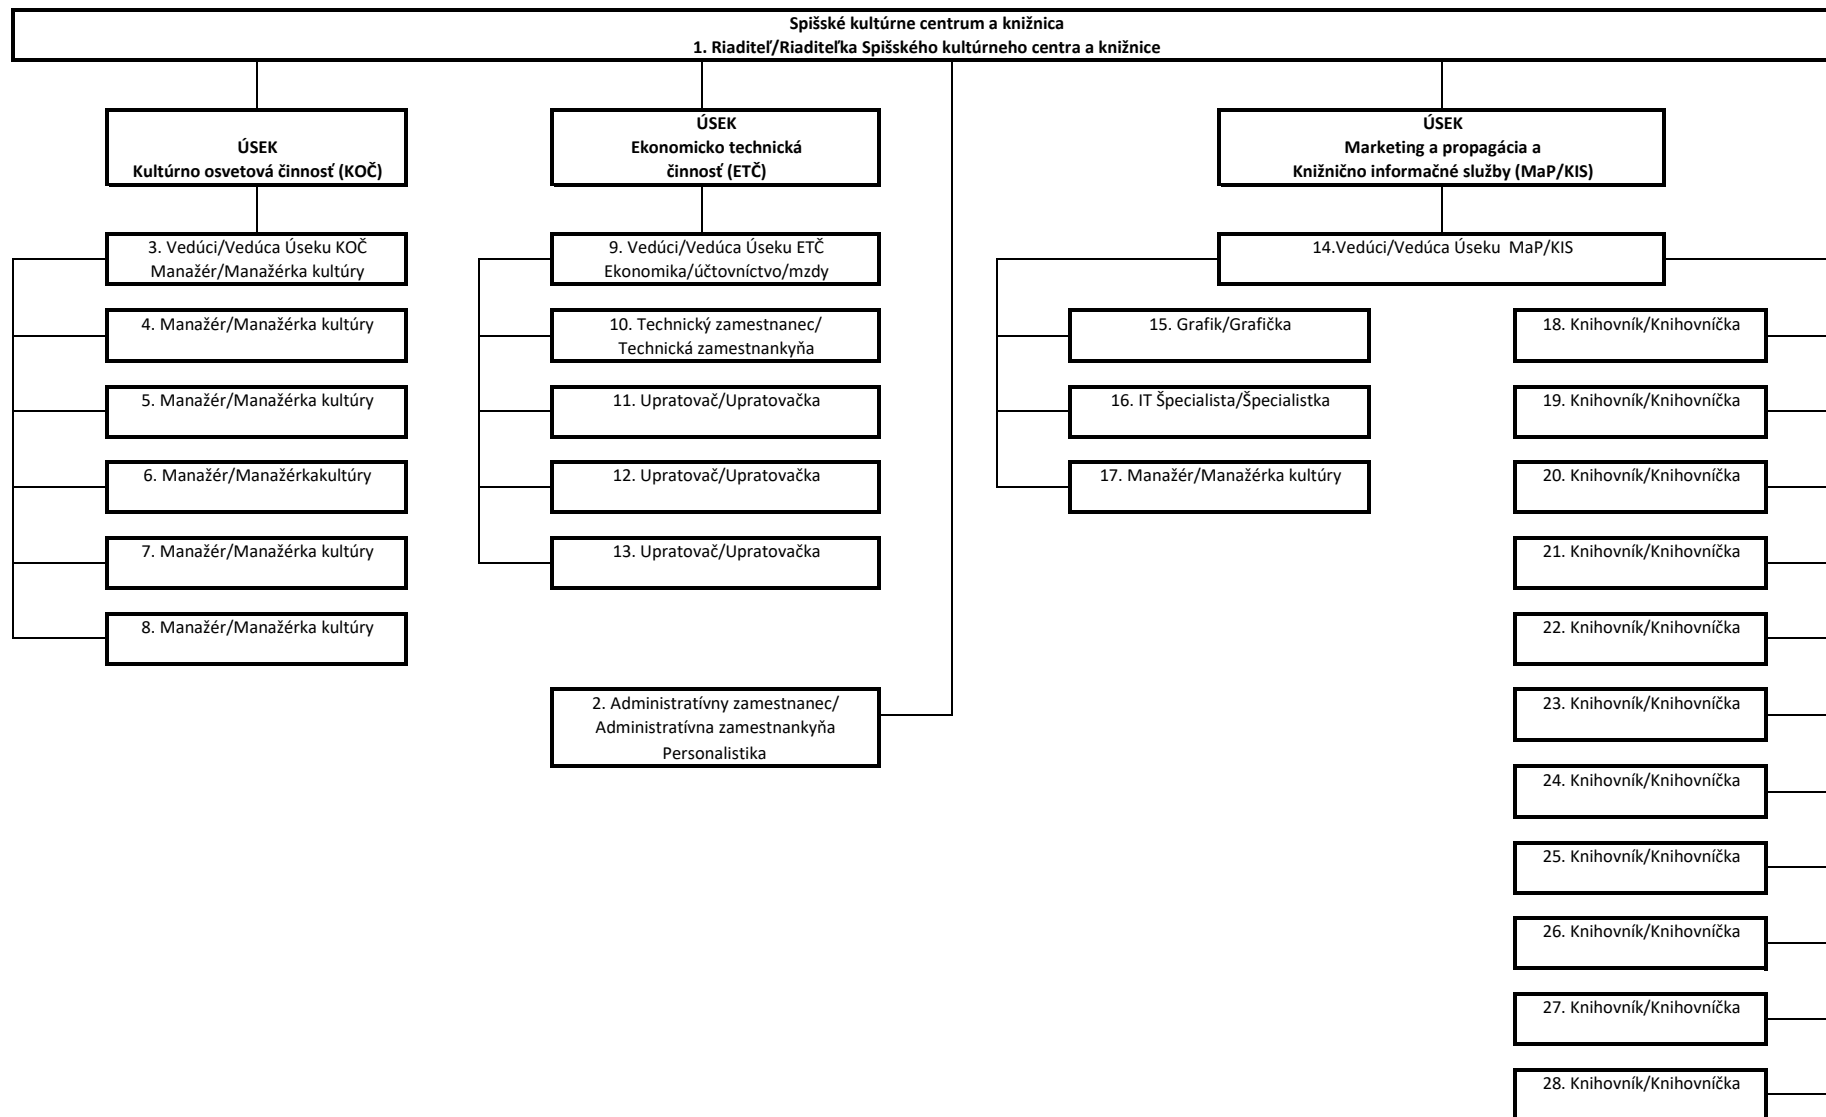 Spišské kultúrne centrum a knižnica
1. Riaditeľ/Riaditeľka Spišského kultúrneho centra a knižnice
ÚSEK
Kultúrno osvetová činnosť (KOČ)
ÚSEK
Ekonomicko technická
činnosť (ETČ)
ÚSEK
Marketing a propagácia a
Knižnično informačné služby (MaP/KIS)
3. Vedúci/Vedúca Úseku KOČ
Manažér/Manažérka kultúry
9. Vedúci/Vedúca Úseku ETČ
Ekonomika/účtovníctvo/mzdy
14.Vedúci/Vedúca Úseku MaP/KIS
4. Manažér/Manažérka kultúry
10. Technický zamestnanec/
Technická zamestnankyňa
15. Grafik/Grafička
18. Knihovník/Knihovníčka
5. Manažér/Manažérka kultúry
11. Upratovač/Upratovačka
16. IT Špecialista/Špecialistka
19. Knihovník/Knihovníčka
6. Manažér/Manažérkakultúry
12. Upratovač/Upratovačka
17. Manažér/Manažérka kultúry
20. Knihovník/Knihovníčka
7. Manažér/Manažérka kultúry
13. Upratovač/Upratovačka
21. Knihovník/Knihovníčka
8. Manažér/Manažérka kultúry
22. Knihovník/Knihovníčka
2. Administratívny zamestnanec/
Administratívna zamestnankyňa
Personalistika
23. Knihovník/Knihovníčka
24. Knihovník/Knihovníčka
25. Knihovník/Knihovníčka
26. Knihovník/Knihovníčka
27. Knihovník/Knihovníčka
28. Knihovník/Knihovníčka